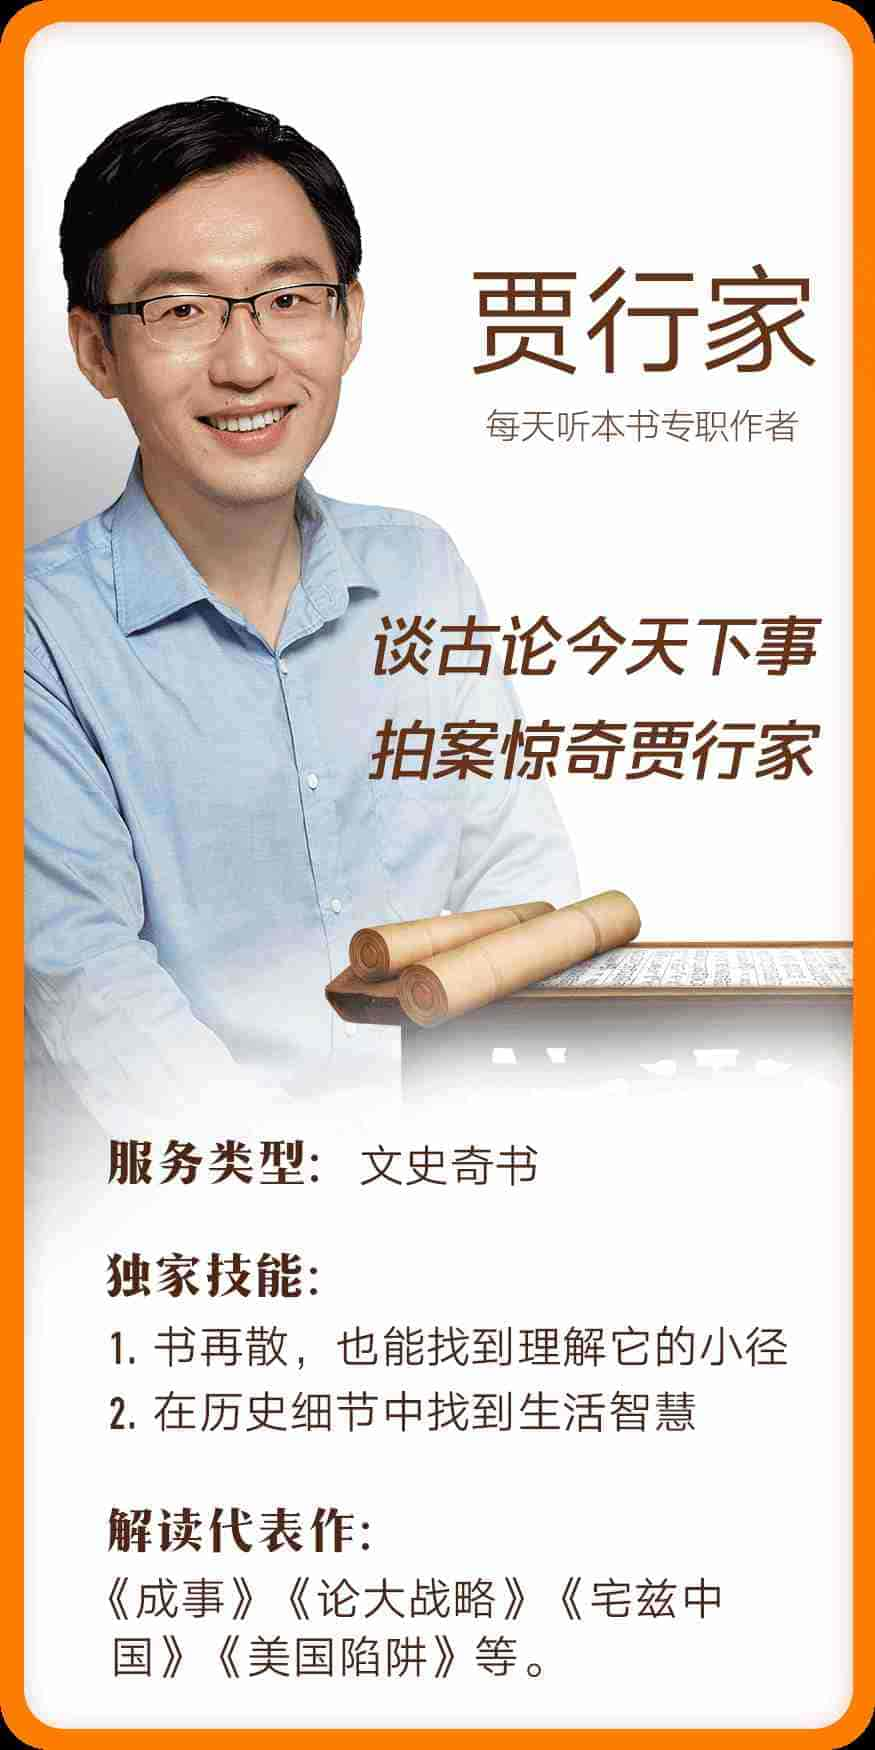 贾行家
每天听本书专职作者
谈古论今天下事
拍案惊奇贾行家
服务类型： 文史奇书
独家技能：
1. 书再散，也能找到理解它的小径
2. 在历史细节中找到生活智慧
解读代表作：
《成事》《论大战略》《宅兹中
国》《美国陷阱》等。